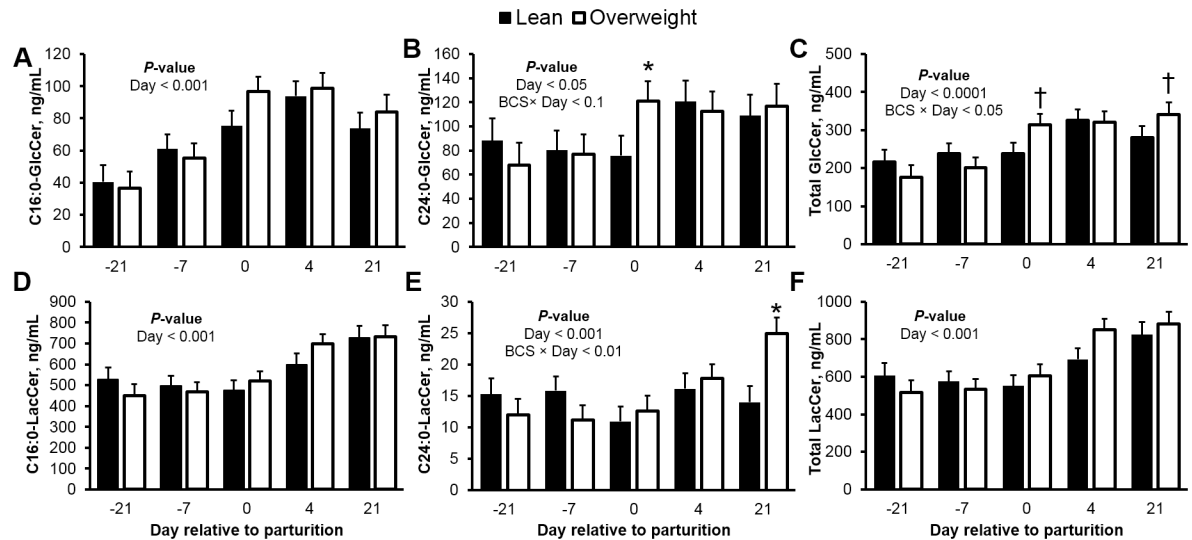 Lean Overweight
A
C16:0-GlcCer, ng/mL
P-value
Day < 0.001
120
100
80
60
40
20
0
-21 -7 0 4 21
B
C24:0-GlcCer, ng/mL
P-value
Day < 0.05
BCS× Day < 0.1
*
160
140
120
100
80
60
40
20
0
-21 -7 0 4 21
C
Total GlcCer, ng/mL
P-value
Day < 0.0001
BCS × Day < 0.05
† †
500
400
300
200
100
0
-21 -7 0 4 21
D
C16:0-LacCer, ng/mL
P-value
Day < 0.001
900
800
700
600
500
400
300
200
100
0
-21 -7 0 4 21
Day relative to parturition
E
C24:0-LacCer, ng/mL
P-value
Day < 0.001
BCS × Day < 0.01
*
30
25
20
15
10
5
0
-21 -7 0 4 21
Day relative to parturition
F
Total LacCer, ng/mL
P-value
Day < 0.001
1000
800
600
400
200
0
-21 -7 0 4 21
Day relative to parturition